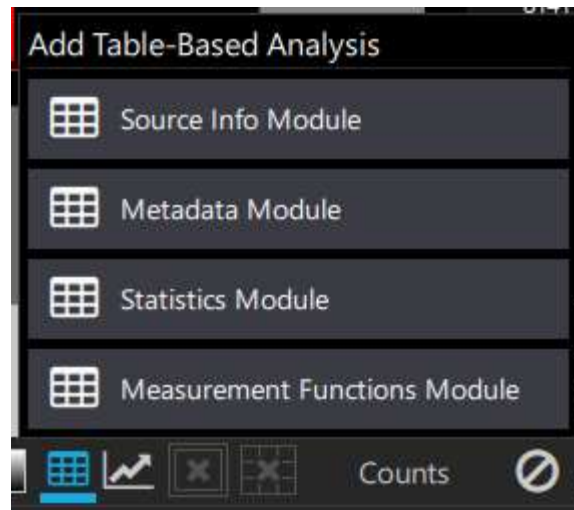 Add Table-Based Analysis
Source Info Module
Metadata Module
Statistics Module
Measurement Functions Module
Counts